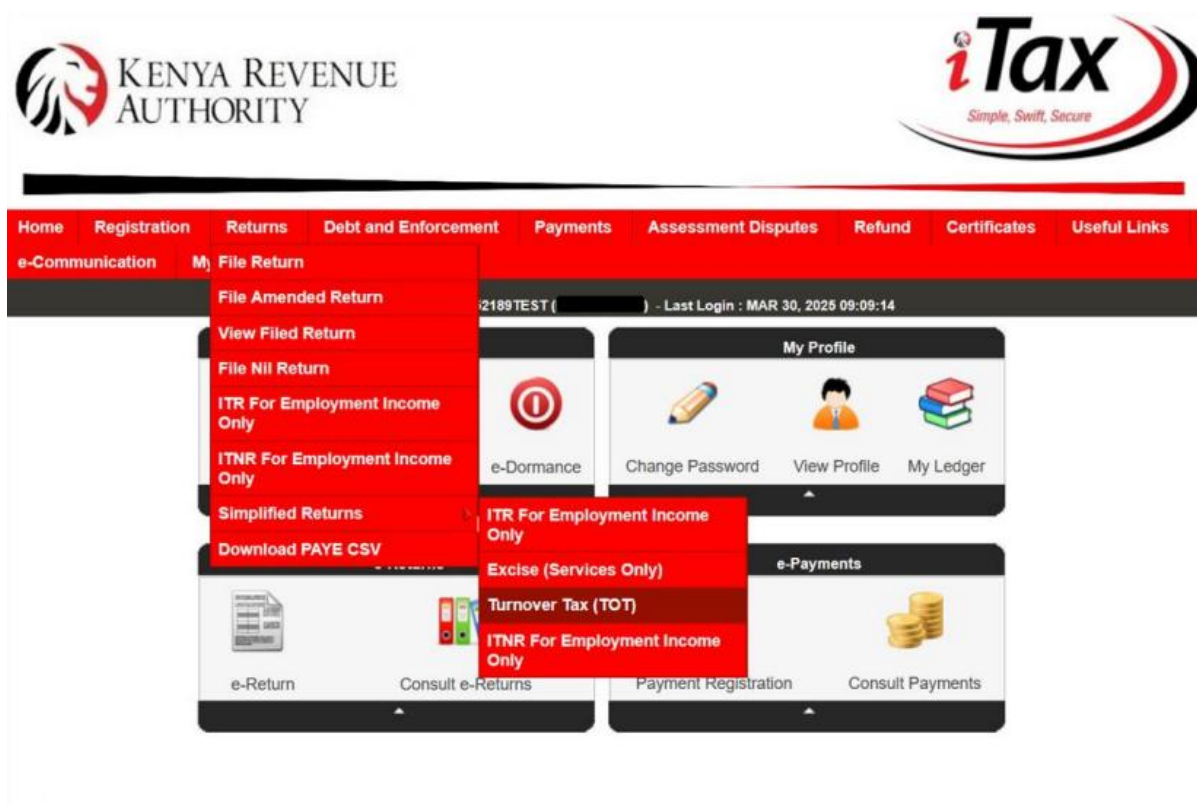 KENYA REVENUE
AUTHORITY
iTax
Simple, Swift, Secure
Home Registration Returns Debt and Enforcement Payments Assessment Disputes Refund Certificates Useful Links
e-Communication
File Return
File Amended Return
2189TEST ( ) - Last Login : MAR 30, 2025 09:09:14
View Filed Return
File Nil Return
ITR For Employment Income
Only
ITNR For Employment Income
Only
Simplified Returns
Download PAYE CSV
ITR For Employment Income
Only
Excise (Services Only)
Turnover Tax (TOT)
ITNR For Employment Income
Only
e-Dormance
My Profile
Change Password View Profile My Ledger
e-Return Consult e-Returns
e-Payments
Payment Registration Consult Payments